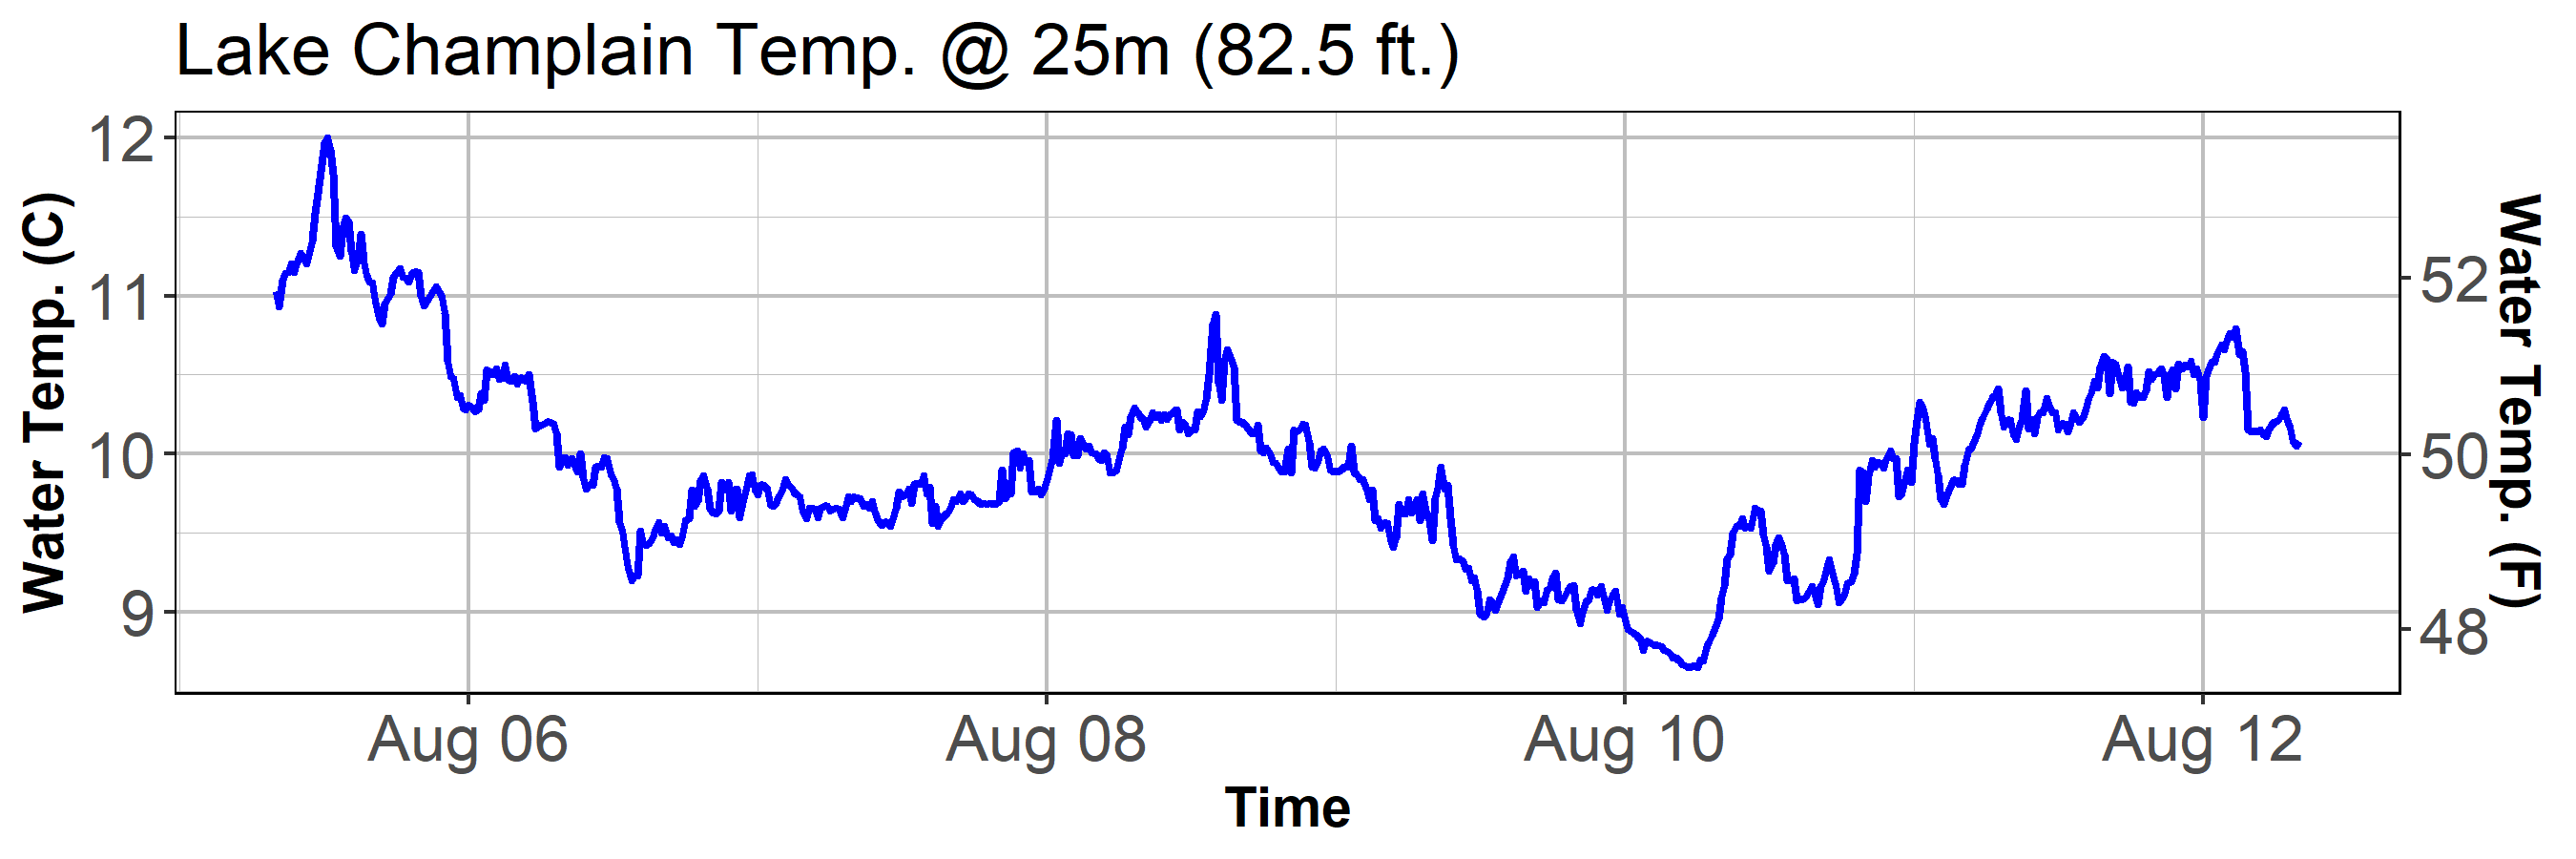 Lake Champlain Temp. @ 25m (82.5 ft.)
Water Temp. (C)
12
11
10
9
52
50
48
Water Temp. (F)
Aug 06
Aug 08
Aug 10
Aug 12
Time